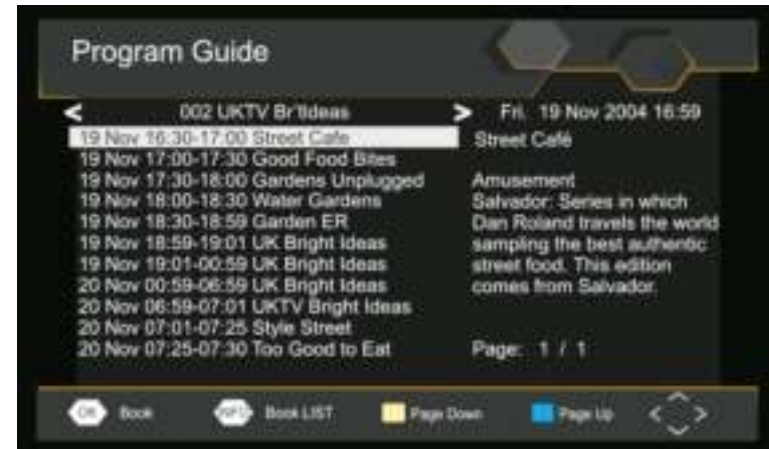 Program Guide
002 UKTV Br'tIdeas
Fri. 19 Nov 2004 16:59
19 Nov 16:30-17:00 Street Cafe
19 Nov 17:00-17:30 Good Food Bites
19 Nov 17:30-18:00 Gardens Unplugged
19 Nov 18:00-18:30 Water Gardens
19 Nov 18:30-18:59 Garden ER
19 Nov 18:59-19:01 UK Bright Ideas
19 Nov 19:01-00:59 UK Bright Ideas
20 Nov 00:59-06:59 UK Bright Ideas
20 Nov 06:59-07:01 UKTV Bright Ideas
20 Nov 07:01-07:25 Style Street
20 Nov 07:25-07:30 Too Good to Eat
Street Café
Amusement
Salvador: Series in which
Dan Roland travels the world
sampling the best authentic
street food. This edition
comes from Salvador.
Page: 1 / 1
OK Book
INFO Book LIST
Page Down
Page Up